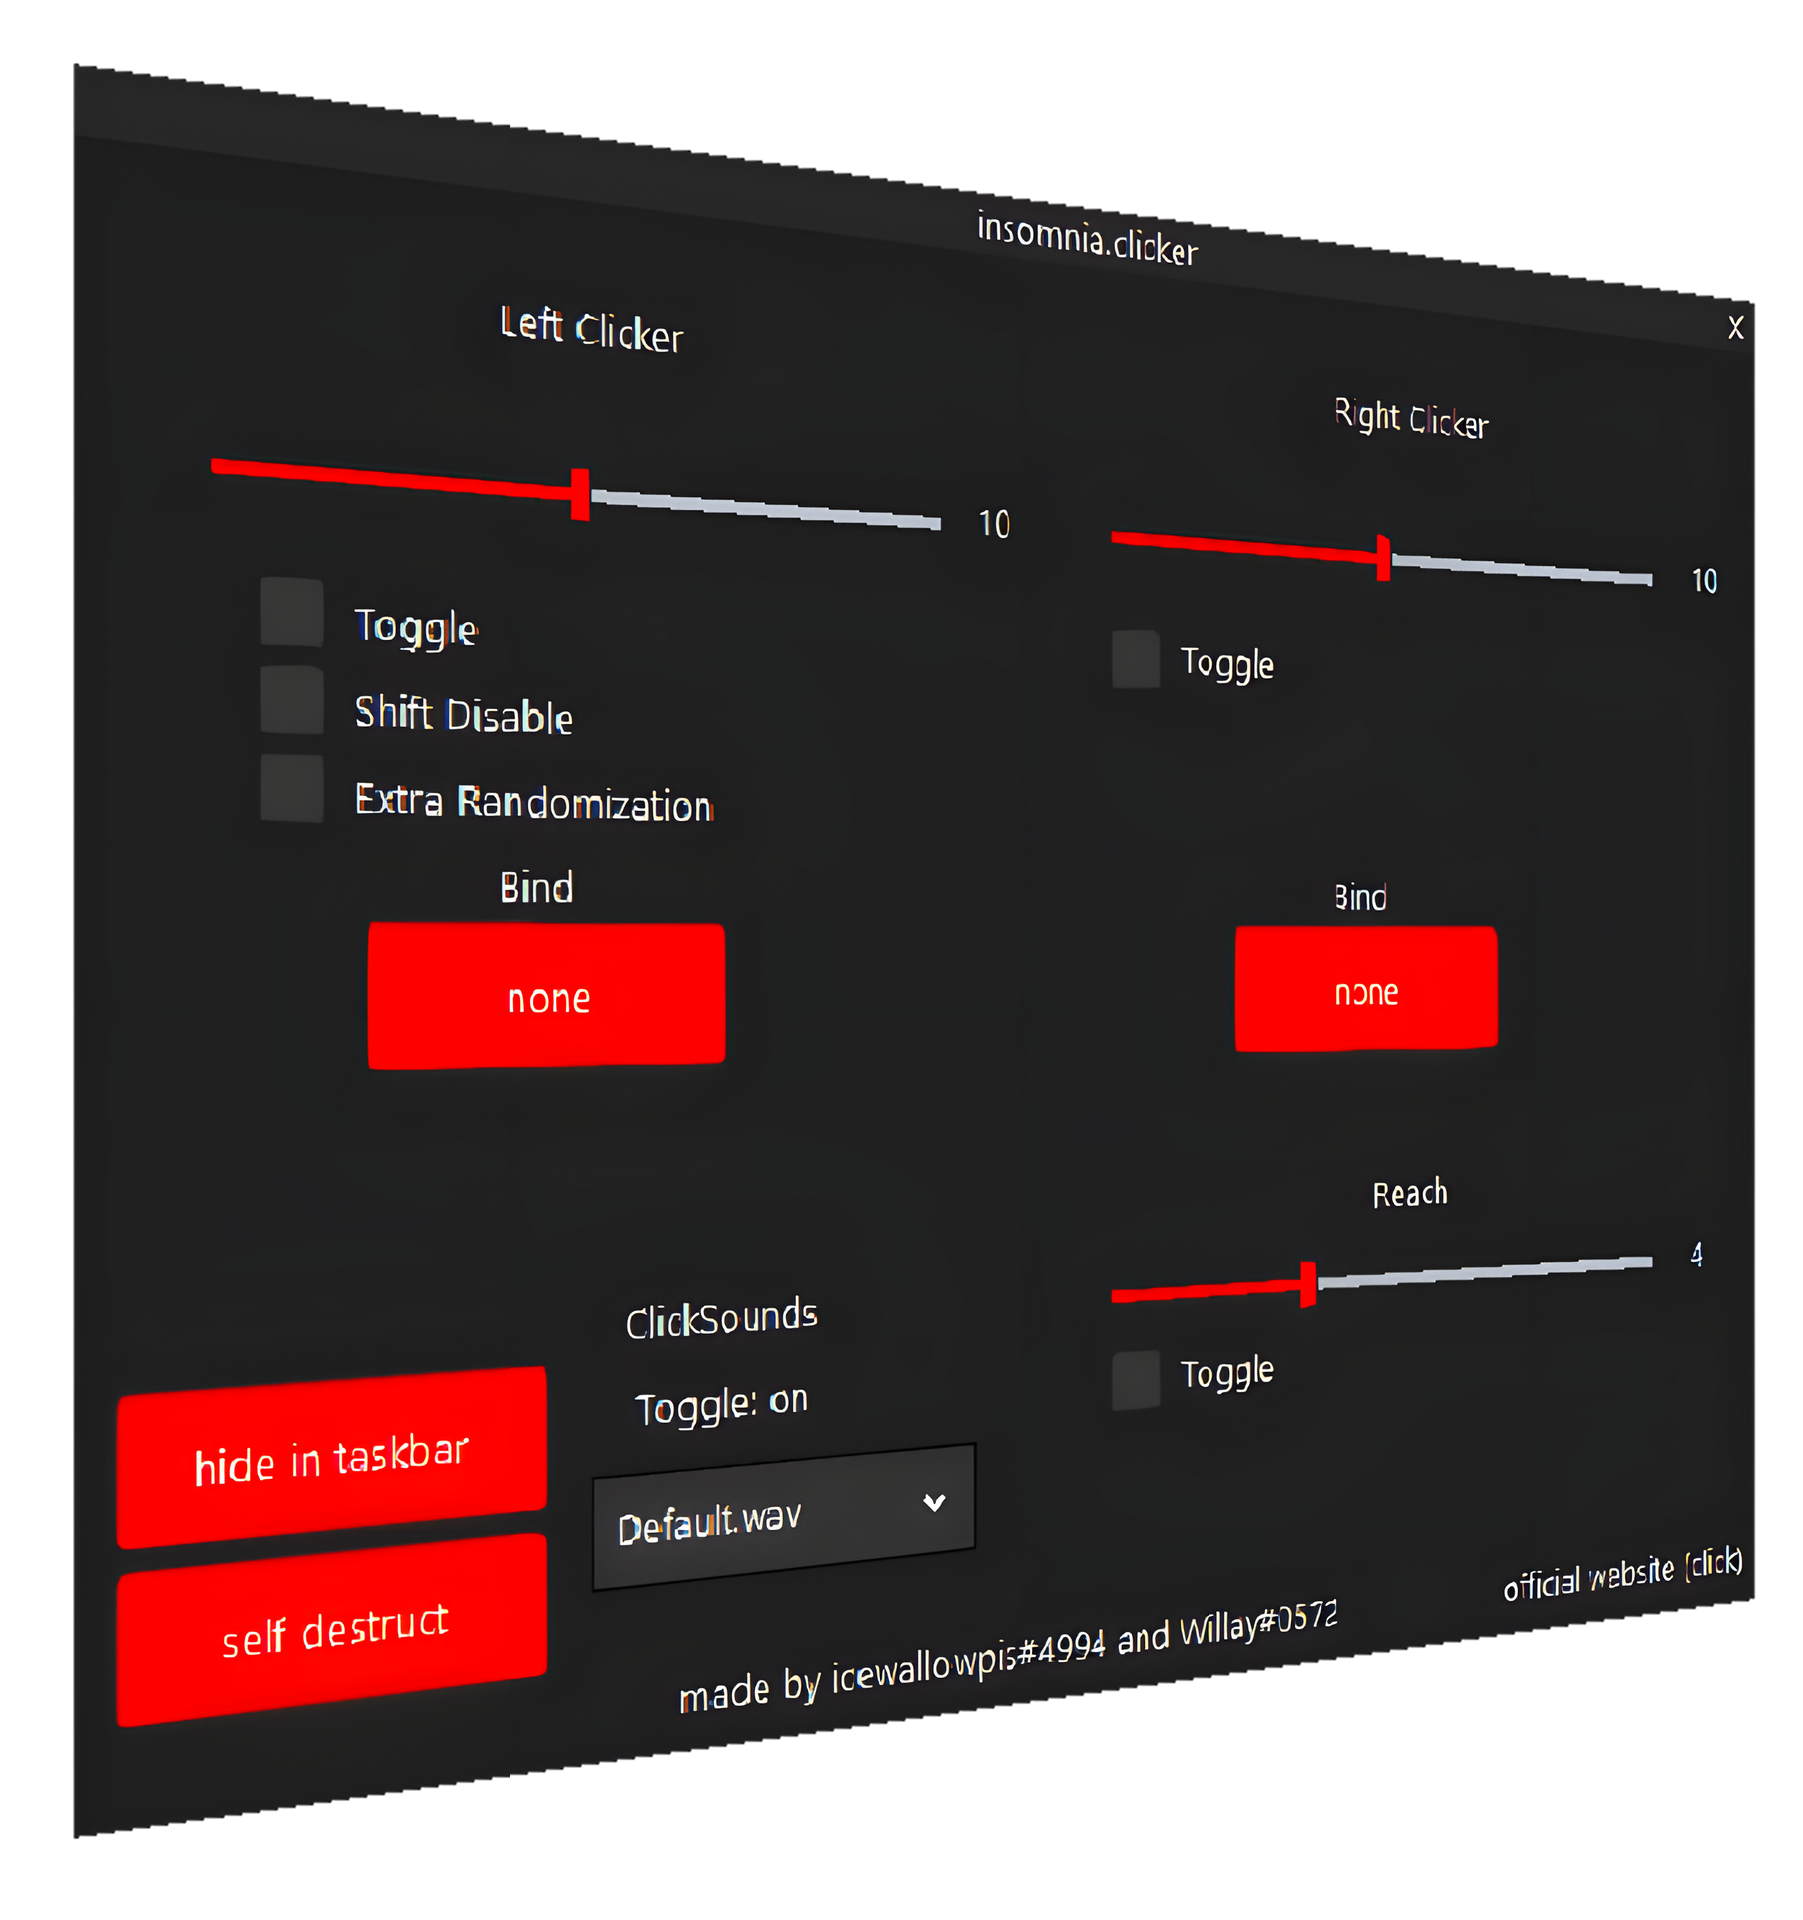 insomnia.clicker
X
Left Clicker
10
Toggle
Shift Disable
Extra Randomization
Bind
none
Right Clicker
10
Toggle
Bind
none
Reach
4
Toggle
ClickSounds
Toggle: on
Default.wav
hide in taskbar
self destruct
made by icewallowpis#4994 and Willay#0572
official website (click)